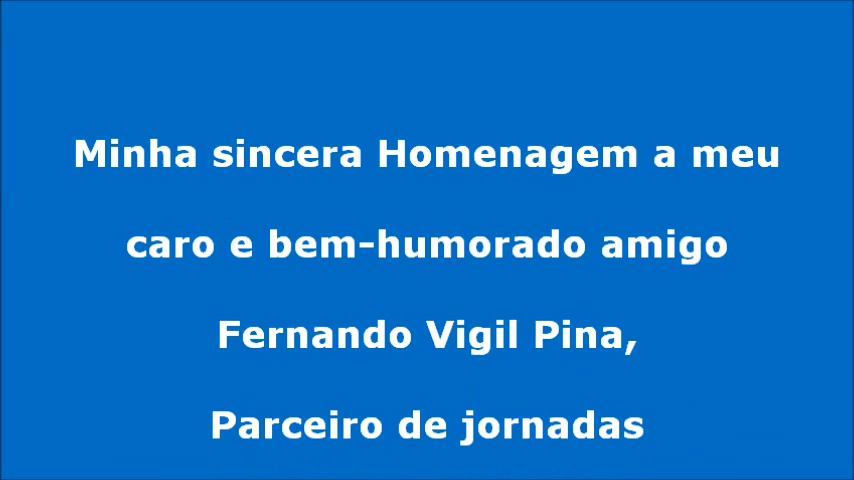 Minha sincera Homenagem a meu
caro e bem-humorado amigo
Fernando Vigil Pina,
Parceiro de jornadas